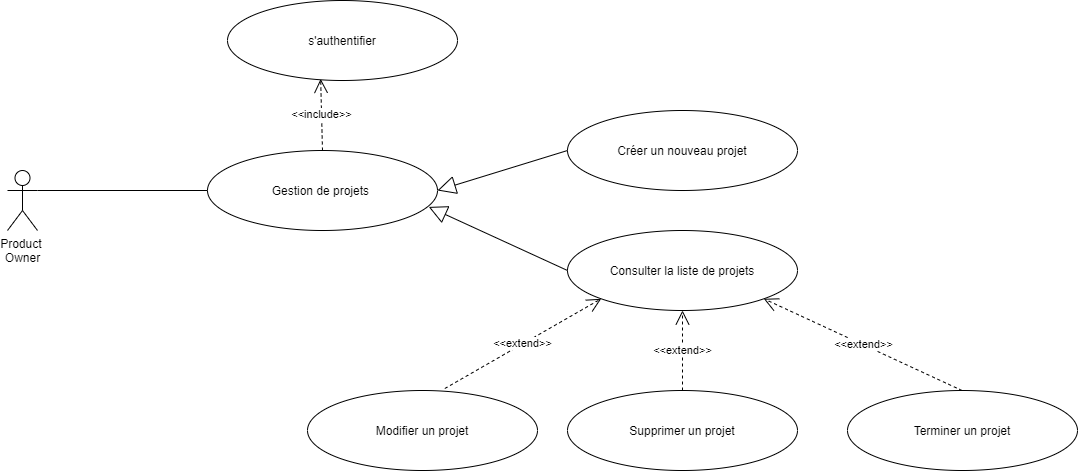 s'authentifier
<<include>>
Créer un nouveau projet
Gestion de projets
Product
Owner
Consulter la liste de projets
<<extend>>
<<extend>>
<<extend>>
Modifier un projet
Supprimer un projet
Terminer un projet